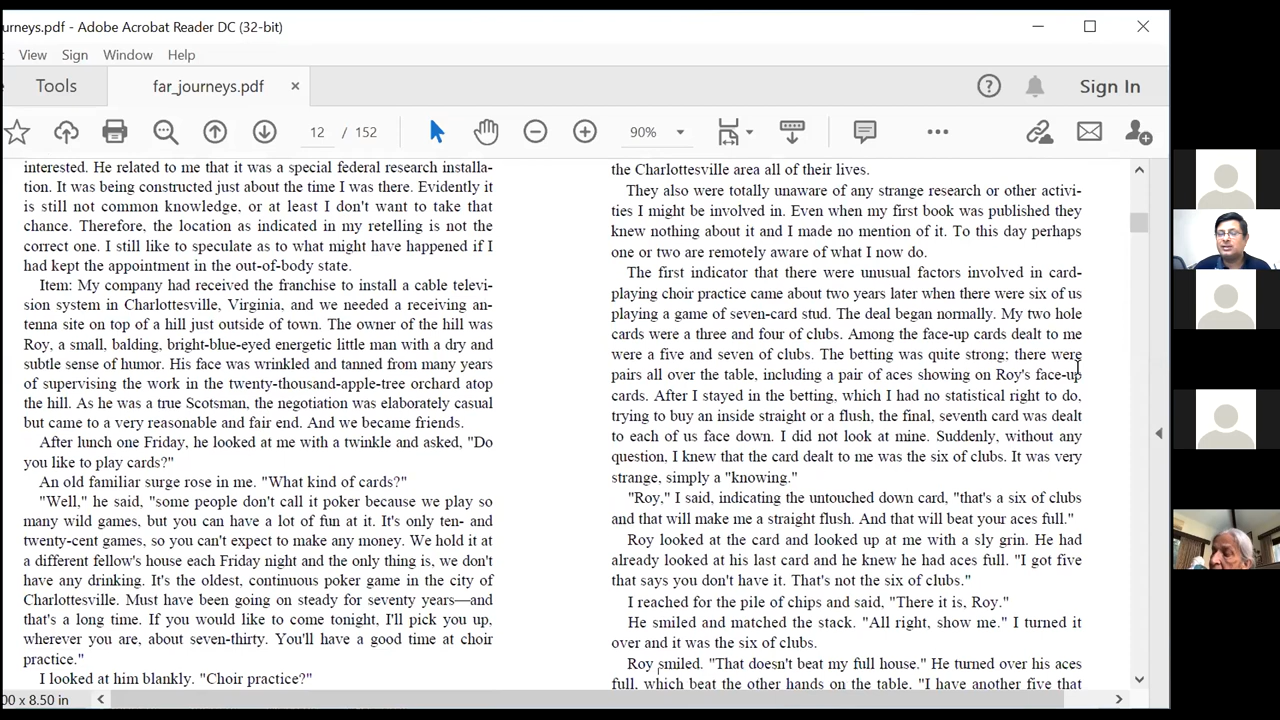 urneys.pdf - Adobe Acrobat Reader DC (32-bit)
View Sign Window Help
Tools far_journeys.pdf × Sign In
12 / 152 90%
interested. He related to me that it was a special federal research installa-
tion. It was being constructed just about the time I was there. Evidently it
is still not common knowledge, or at least I don't want to take that
chance. Therefore, the location as indicated in my retelling is not the
correct one. I still like to speculate as to what might have happened if I
had kept the appointment in the out-of-body state.
Item: My company had received the franchise to install a cable televi-
sion system in Charlottesville, Virginia, and we needed a receiving an-
tenna site on top of a hill just outside of town. The owner of the hill was
Roy, a small, balding, bright-blue-eyed energetic little man with a dry and
subtle sense of humor. His face was wrinkled and tanned from many years
of supervising the work in the twenty-thousand-apple-tree orchard atop
the hill. As he was a true Scotsman, the negotiation was elaborately casual
but came to a very reasonable and fair end. And we became friends.
After lunch one Friday, he looked at me with a twinkle and asked, "Do
you like to play cards?"
An old familiar surge rose in me. "What kind of cards?"
"Well," he said, "some people don't call it poker because we play so
many wild games, but you can have a lot of fun at it. It's only ten- and
twenty-cent games, so you can't expect to make any money. We hold it at
a different fellow's house each Friday night and the only thing is, we don't
have any drinking. It's the oldest, continuous poker game in the city of
Charlottesville. Must have been going on steady for seventy years—and
that's a long time. If you would like to come tonight, I'll pick you up,
wherever you are, about seven-thirty. You'll have a good time at choir
practice."
I looked at him blankly. "Choir practice?"
the Charlottesville area all of their lives.
They also were totally unaware of any strange research or other activi-
ties I might be involved in. Even when my first book was published they
knew nothing about it and I made no mention of it. To this day perhaps
one or two are remotely aware of what I now do.
The first indicator that there were unusual factors involved in card-
playing choir practice came about two years later when there were six of us
playing a game of seven-card stud. The deal began normally. My two hole
cards were a three and four of clubs. Among the face-up cards dealt to me
were a five and seven of clubs. The betting was quite strong; there were
pairs all over the table, including a pair of aces showing on Roy's face-up
cards. After I stayed in the betting, which I had no statistical right to do,
trying to buy an inside straight or a flush, the final, seventh card was dealt
to each of us face down. I did not look at mine. Suddenly, without any
question, I knew that the card dealt to me was the six of clubs. It was very
strange, simply a "knowing."
"Roy," I said, indicating the untouched down card, "that's a six of clubs
and that will make me a straight flush. And that will beat your aces full."
Roy looked at the card and looked up at me with a sly grin. He had
already looked at his last card and he knew he had aces full. "I got five
that says you don't have it. That's not the six of clubs."
I reached for the pile of chips and said, "There it is, Roy."
He smiled and matched the stack. "All right, show me." I turned it
over and it was the six of clubs.
Roy smiled. "That doesn't beat my full house." He turned over his aces
full, which beat the other hands on the table. "I have another five that
00 x 8.50 in